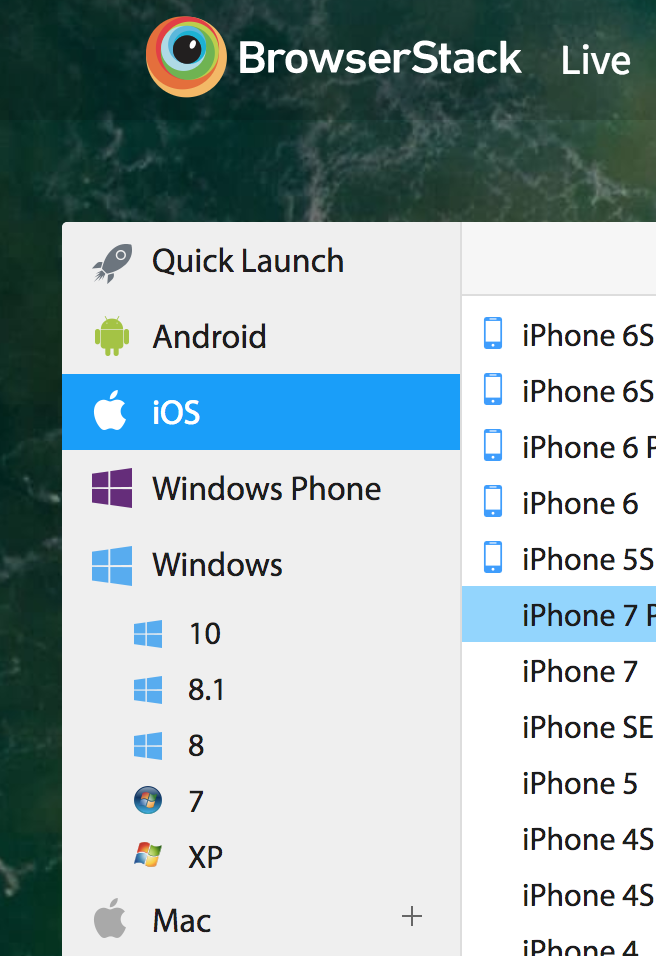 BrowserStack Live
Quick Launch
Android
iOS
Windows Phone
Windows
10
8.1
8
7
XP
Mac +
iPhone 6S
iPhone 6S
iPhone 6 P
iPhone 6
iPhone 5S
iPhone 7 P
iPhone 7
iPhone SE
iPhone 5
iPhone 4S
iPhone 4S
iPhone 4